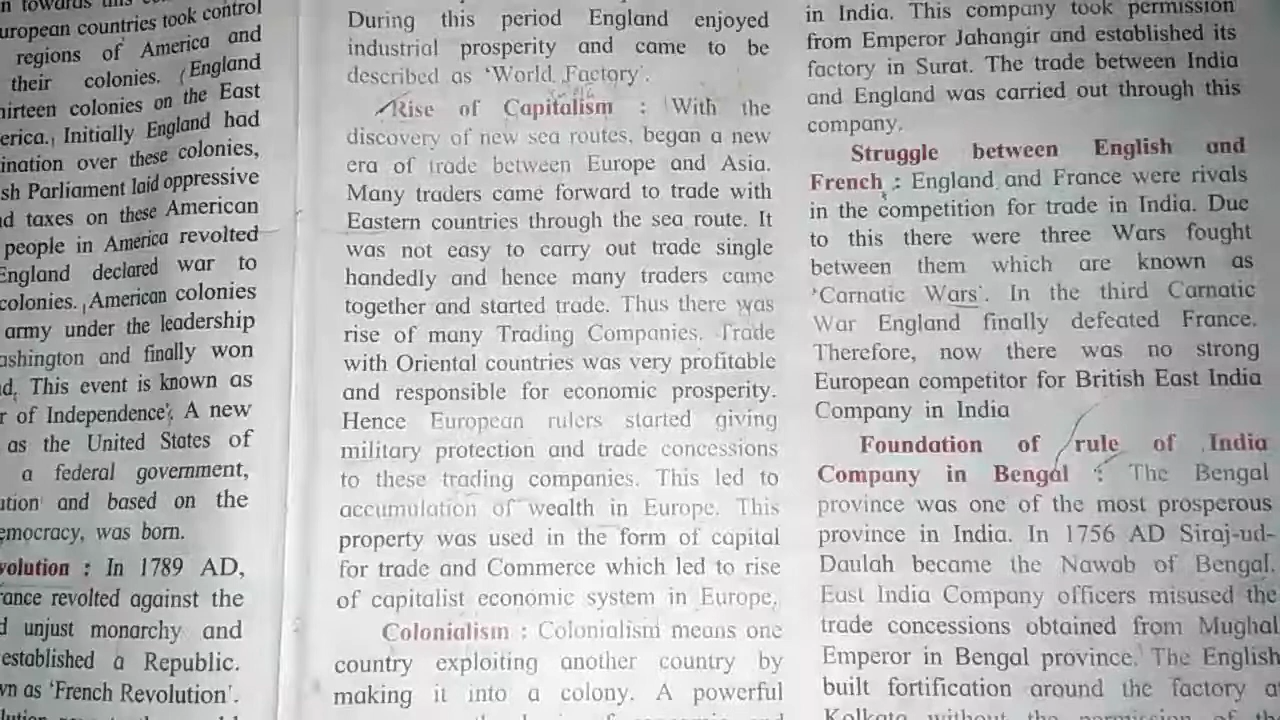 uropean countries took control
regions of America and
their colonies. England
hirteen colonies on the East
erica. Initially England had
ination over these colonies,
sh Parliament laid oppressive
d taxes on these American
people in America revolted
England declared war to
colonies. American colonies
army under the leadership
ashington and finally won
d. This event is known as
r of Independence'. A new
as the United States of
a federal government,
ution and based on the
emocracy, was born.
volution : In 1789 AD,
rance revolted against the
d unjust monarchy and
established a Republic.
wn as 'French Revolution'.
During this period England enjoyed
industrial prosperity and came to be
described as 'World Factory'.
Rise of Capitalism : With the
discovery of new sea routes, began a new
era of trade between Europe and Asia.
Many traders came forward to trade with
Eastern countries through the sea route. It
was not easy to carry out trade single
handedly and hence many traders came
together and started trade. Thus there was
rise of many Trading Companies. Trade
with Oriental countries was very profitable
and responsible for economic prosperity.
Hence European rulers started giving
military protection and trade concessions
to these trading companies. This led to
accumulation of wealth in Europe. This
property was used in the form of capital
for trade and Commerce which led to rise
of capitalist economic system in Europe.
Colonialism : Colonialism means one
country exploiting another country by
making it into a colony. A powerful
in India. This company took permission
from Emperor Jahangir and established its
factory in Surat. The trade between India
and England was carried out through this
company.
Struggle between English and
French : England and France were rivals
in the competition for trade in India. Due
to this there were three Wars fought
between them which are known as
'Carnatic Wars'. In the third Carnatic
War England finally defeated France.
Therefore, now there was no strong
European competitor for British East India
Company in India
Foundation of rule of India
Company in Bengal : The Bengal
province was one of the most prosperous
province in India. In 1756 AD Siraj-ud-
Daulah became the Nawab of Bengal.
East India Company officers misused the
trade concessions obtained from Mughal
Emperor in Bengal province. The English
built fortification around the factory at
Kolkata without the permission of the